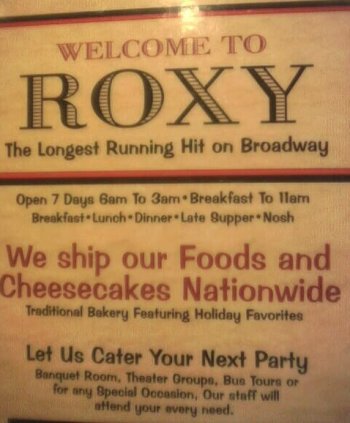 WELCOME TO
ROXY
The Longest Running Hit on Broadway
Open 7 Days 6am To 3am • Breakfast To 11am
Breakfast • Lunch • Dinner • Late Supper • Nosh
We ship our Foods and
Cheesecakes Nationwide
Traditional Bakery Featuring Holiday Favorites
Let Us Cater Your Next Party
Banquet Room, Theater Groups, Bus Tours or
for any Special Occasion, Our staff will
attend your every need.